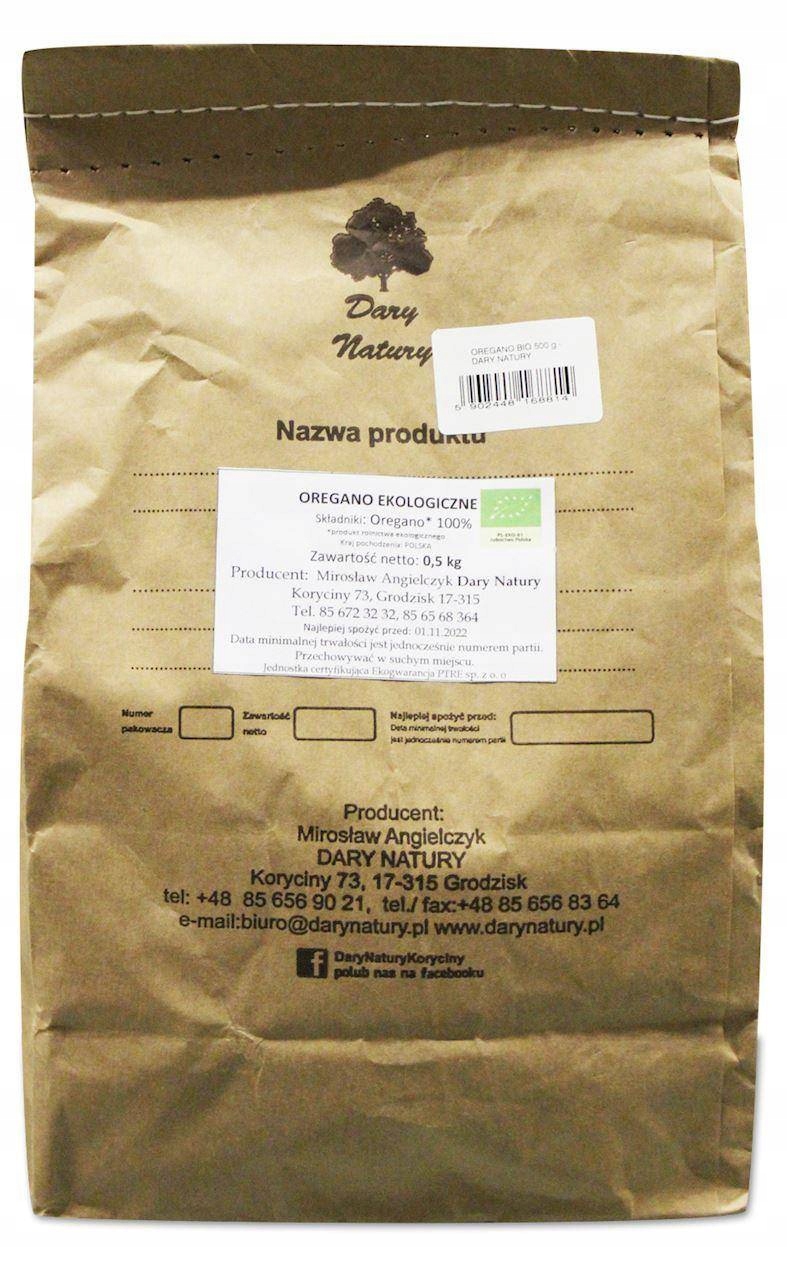 Dary
Natury
OREGANO BIO 500 g -
DARY NATURY
5 902448 168814
Nazwa produktu
OREGANO EKOLOGICZNE
Składniki: Oregano* 100%
*produkt rolnictwa ekologicznego
Kraj pochodzenia: POLSKA
PL-EKO-01
rolnictwo Polska
Zawartość netto: 0,5 kg
Producent: Mirosław Angielczyk Dary Natury
Koryciny 73, Grodzisk 17-315
Tel. 85 672 32 32, 85 65 68 364
Najlepiej spożyć przed: 01.11.2022
Data minimalnej trwałości jest jednocześnie numerem partii.
Przechowywać w suchym miejscu.
Jednostka certyfikująca Ekogwarancja PTRE sp. z o. o
Numer
pakowacza
Zawartość
netto
Najlepiej spożyć przed:
Data minimalnej trwałości
jest jednocześnie numerem partii
Producent:
Mirosław Angielczyk
DARY NATURY
Koryciny 73, 17-315 Grodzisk
tel: +48 85 656 90 21, tel./ fax:+48 85 656 83 64
e-mail:biuro@darynatury.pl www.darynatury.pl
f DaryNaturyKoryciny
polub nas na facebooku